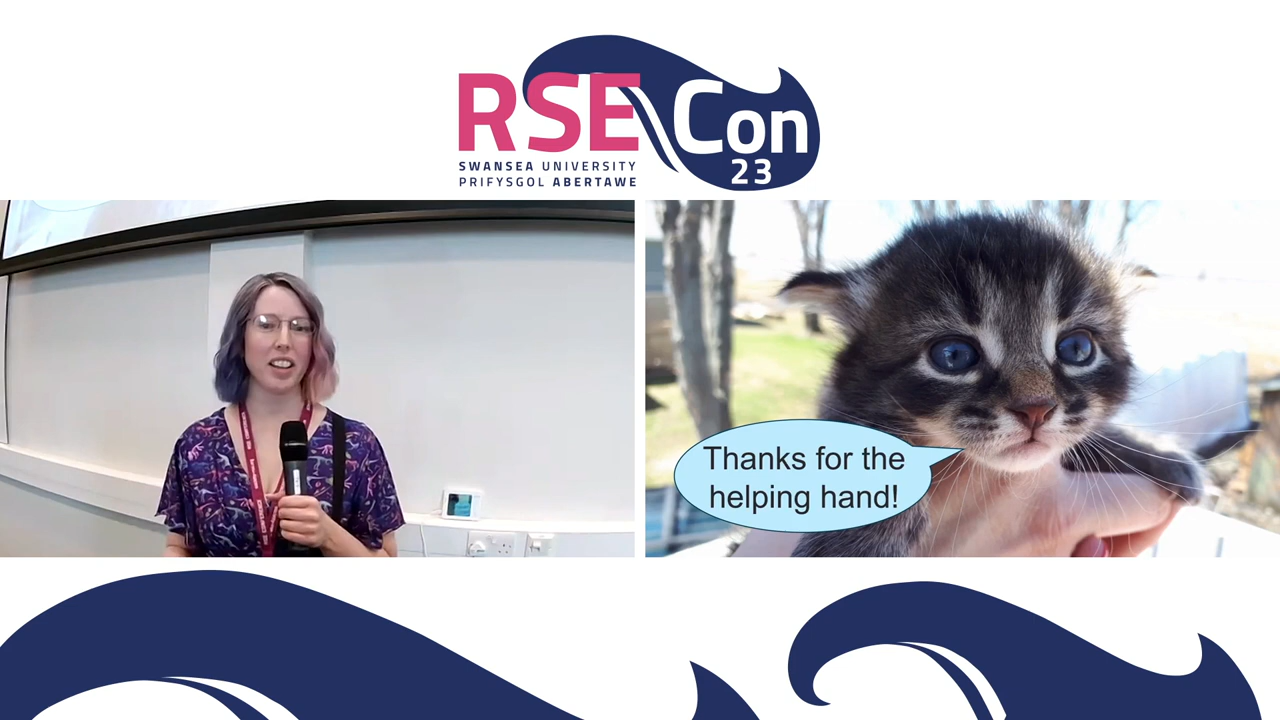 RSE Con
23
SWANSEA UNIVERSITY
PRIFYSGOL ABERTAWE
Thanks for the
helping hand!